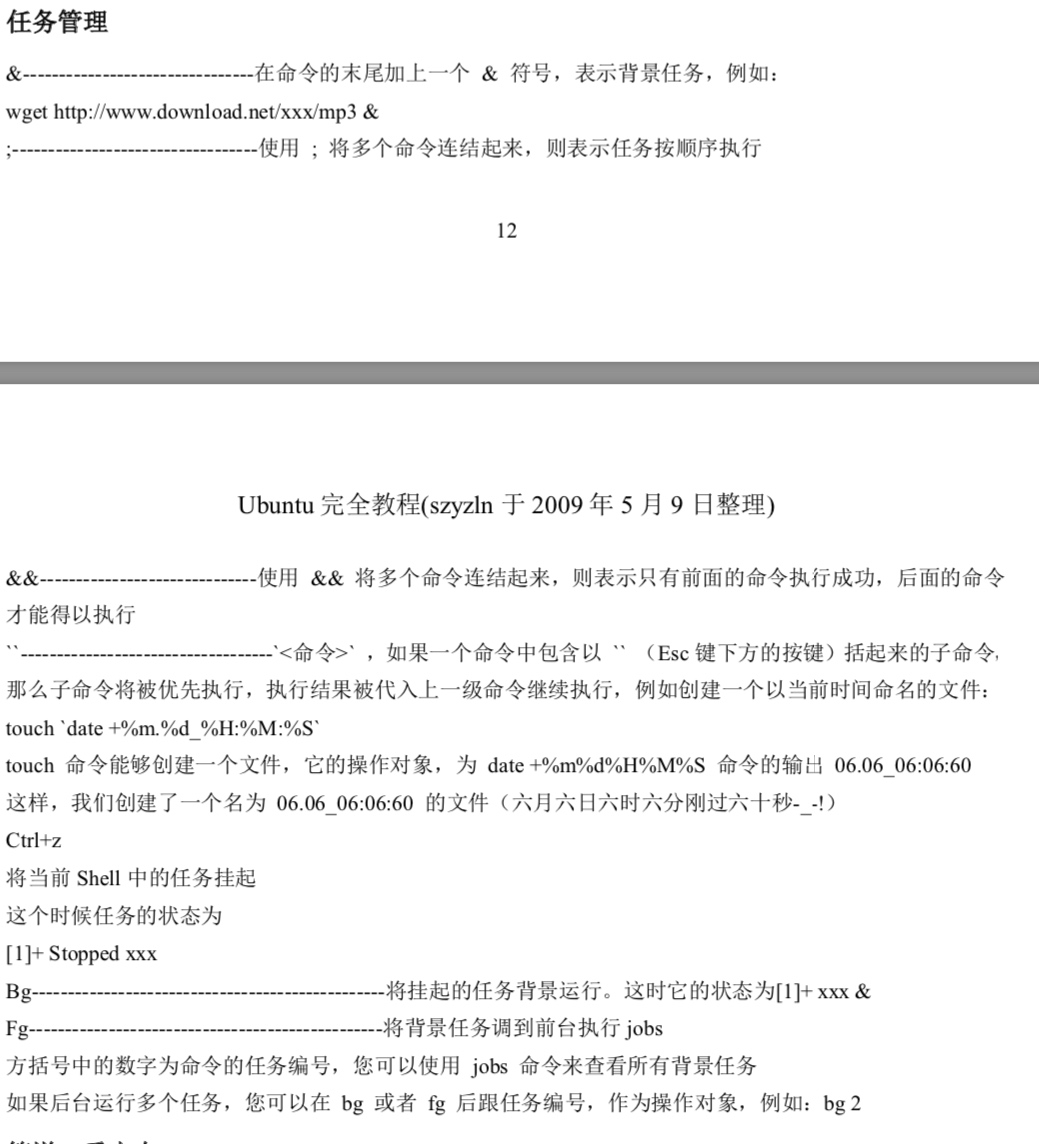 任务管理
&--------------------------------在命令的末尾加上一个 & 符号，表示背景任务，例如：
wget http://www.download.net/xxx/mp3 &
;----------------------------------使用 ; 将多个命令连结起来，则表示任务按顺序执行
12
Ubuntu 完全教程(szyzln 于 2009 年 5 月 9 日整理)
&&------------------------------使用 && 将多个命令连结起来，则表示只有前面的命令执行成功，后面的命令
才能得以执行
``-----------------------------------`<命令>` ，如果一个命令中包含以 `` （Esc 键下方的按键）括起来的子命令，
那么子命令将被优先执行，执行结果被代入上一级命令继续执行，例如创建一个以当前时间命名的文件：
touch `date +%m.%d_%H:%M:%S`
touch 命令能够创建一个文件，它的操作对象，为 date +%m%d%H%M%S 命令的输出 06.06_06:06:60
这样，我们创建了一个名为 06.06_06:06:60 的文件（六月六日六时六分刚过六十秒-_-!）
Ctrl+z
将当前 Shell 中的任务挂起
这个时候任务的状态为
[1]+ Stopped xxx
Bg-------------------------------------------------将挂起的任务背景运行。这时它的状态为[1]+ xxx &
Fg-------------------------------------------------将背景任务调到前台执行 jobs
方括号中的数字为命令的任务编号，您可以使用 jobs 命令来查看所有背景任务
如果后台运行多个任务，您可以在 bg 或者 fg 后跟任务编号，作为操作对象，例如：bg 2